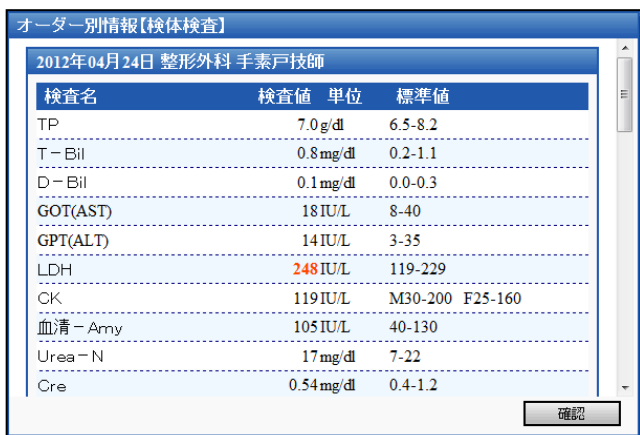 オーダー別情報【検体検査】
2012年04月24日 整形外科 手素戸技師
検査名 検査値 単位 標準値
TP 7.0 g/dl 6.5-8.2
T－Bil 0.8 mg/dl 0.2-1.1
D－Bil 0.1 mg/dl 0.0-0.3
GOT(AST) 18 IU/L 8-40
GPT(ALT) 14 IU/L 3-35
LDH 248 IU/L 119-229
CK 119 IU/L M30-200 F25-160
血清－Amy 105 IU/L 40-130
Urea－N 17 mg/dl 7-22
Cre 0.54 mg/dl 0.4-1.2
確認